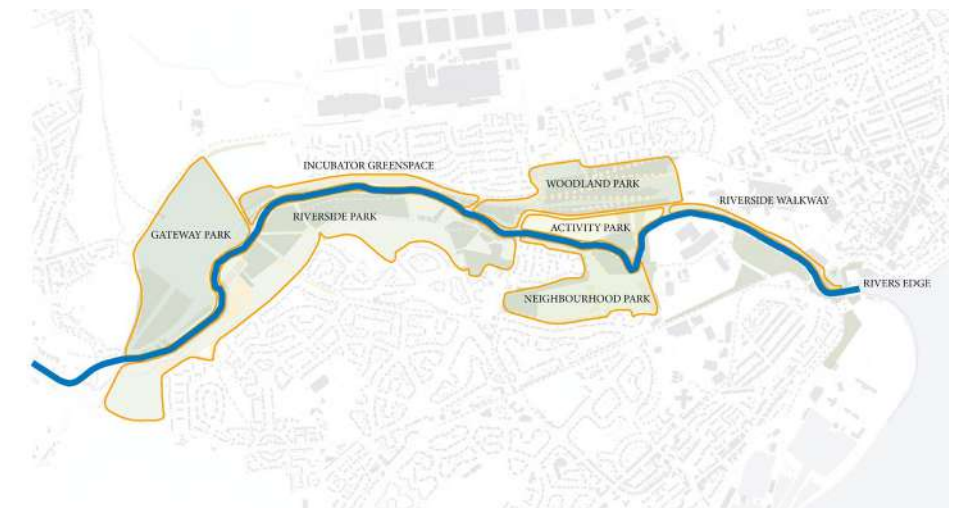 INCUBATOR GREENSPACE
WOODLAND PARK
RIVERSIDE WALKWAY
RIVERSIDE PARK
ACTIVITY PARK
GATEWAY PARK
RIVERS EDGE
NEIGHBOURHOOD PARK